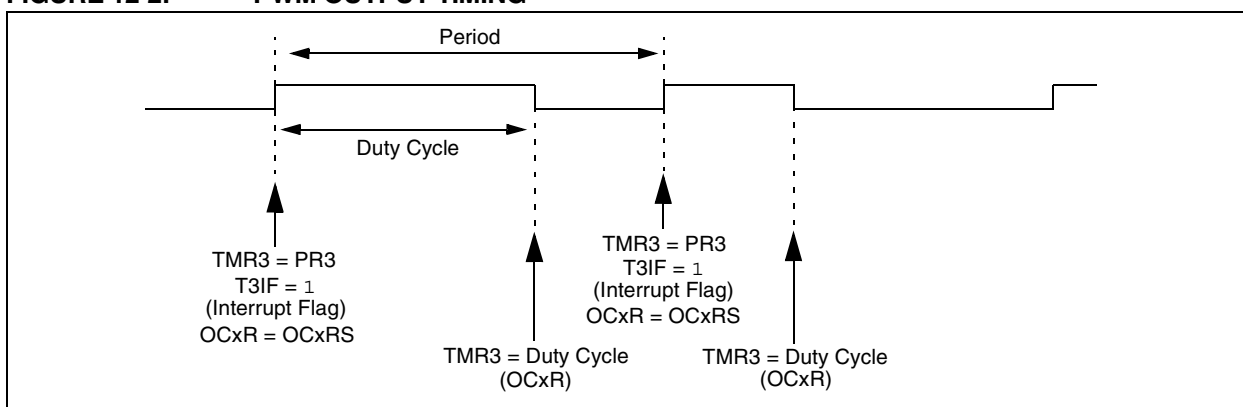 FIGURE 12-2: PWM OUTPUT TIMING
Period
Duty Cycle
TMR3 = PR3
T3IF = 1
(Interrupt Flag)
OCxR = OCxRS
TMR3 = Duty Cycle
(OCxR)
TMR3 = PR3
T3IF = 1
(Interrupt Flag)
OCxR = OCxRS
TMR3 = Duty Cycle
(OCxR)